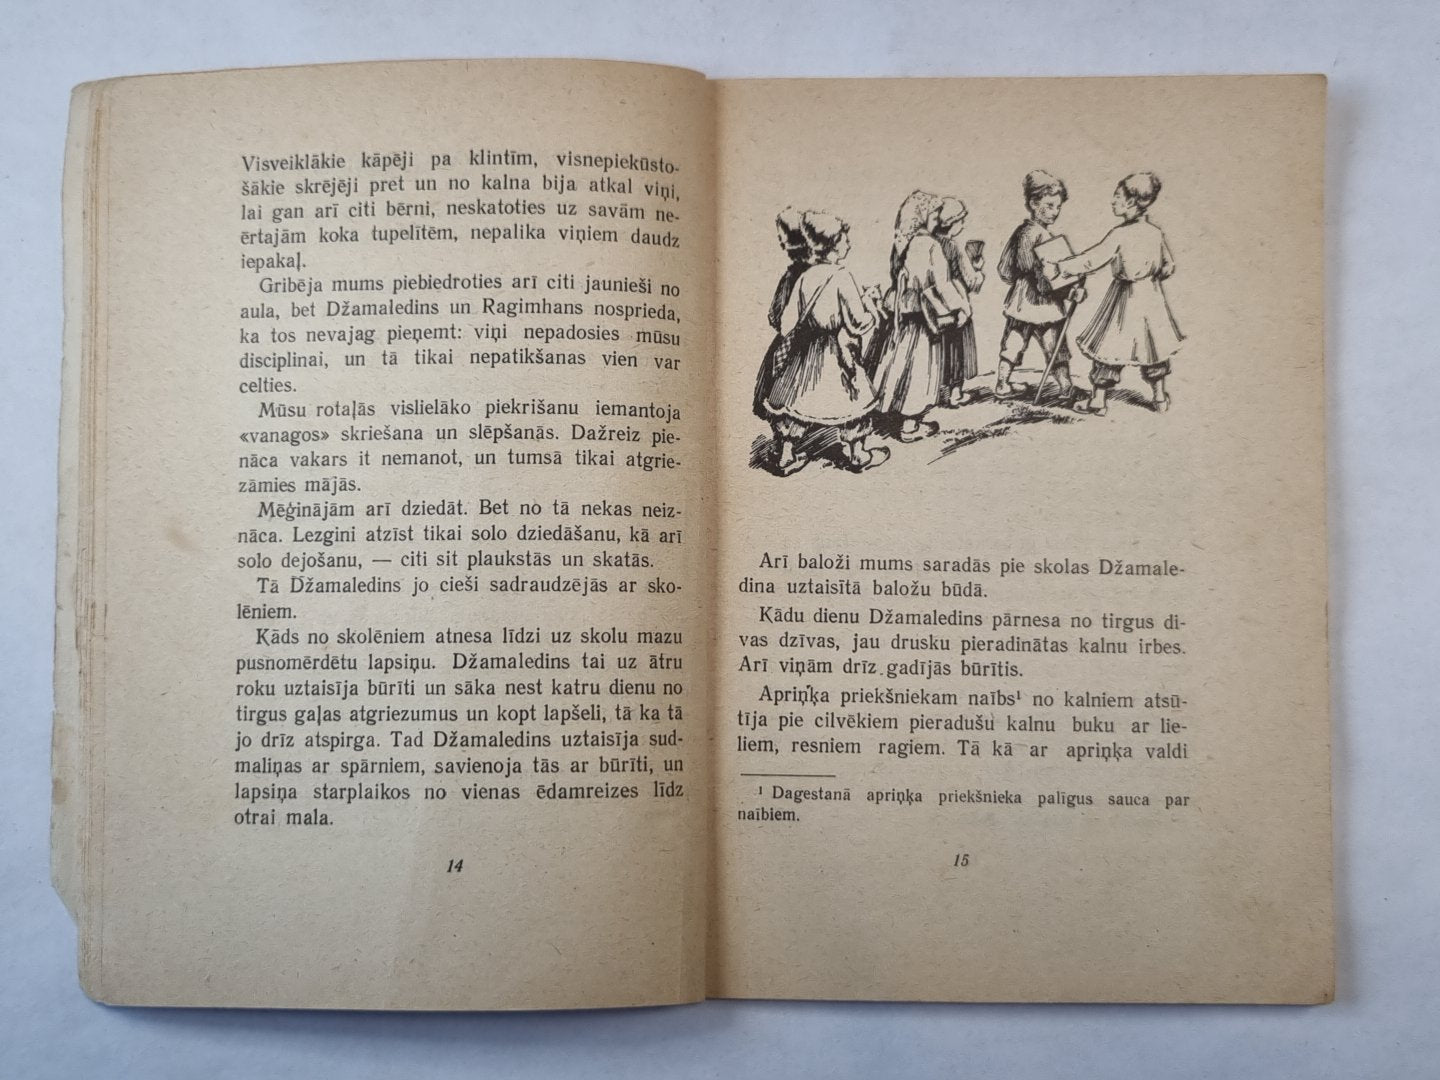 Visveiklākie kāpēji pa klintīm, visnepiekūsto-
šākie skrējēji pret un no kalna bija atkal viņi,
lai gan arī citi bērni, neskatoties uz savām ne-
ērtajām koka tupelītēm, nepalika viņiem daudz
iepakaļ.
Gribēja mums piebiedroties arī citi jaunieši no
aula, bet Džamaledins un Ragimhans nosprieda,
ka tos nevajag pieņemt: viņi nepadosies mūsu
disciplinai, un tā tikai nepatikšanas vien var
celties.
Mūsu rotaļās vislielāko piekrišanu iemantoja
«vanagos» skriešana un slēpšanās. Dažreiz pie-
nāca vakars it nemanot, un tumsā tikai atgrie-
zāmies mājās.
Mēģinājām arī dziedāt. Bet no tā nekas neiz-
nāca. Lezgini atzīst tikai solo dziedāšanu, kā arī
solo dejošanu, — citi sit plaukstās un skatās.
Tā Džamaledins jo cieši sadraudzējās ar sko-
lēniem.
Kāds no skolēniem atnesa līdzi uz skolu mazu
pusnomērdētu lapsiņu. Džamaledins tai uz ātru
roku uztaisīja būrīti un sāka nest katru dienu no
tirgus gaļas atgriezumus un kopt lapšeli, tā ka tā
jo drīz atspirga. Tad Džamaledins uztaisīja sud-
maliņas ar spārniem, savienoja tās ar būrīti, un
lapsiņa starplaikos no vienas ēdamreizes līdz
otrai mala.
14
Arī baloži mums saradās pie skolas Džamale-
dina uztaisītā baložu būdā.
Kādu dienu Džamaledins pārnesa no tirgus di-
vas dzīvas, jau drusku pieradinātas kalnu irbes.
Arī viņām drīz gadījās būrītis.
Apriņķa priekšniekam naībs¹ no kalniem atsū-
tīja pie cilvēkiem pieradušu kalnu buku ar lie-
liem, resniem ragiem. Tā kā ar apriņķa valdi
¹ Dagestanā apriņķa priekšnieka palīgus sauca par
naībiem.
15